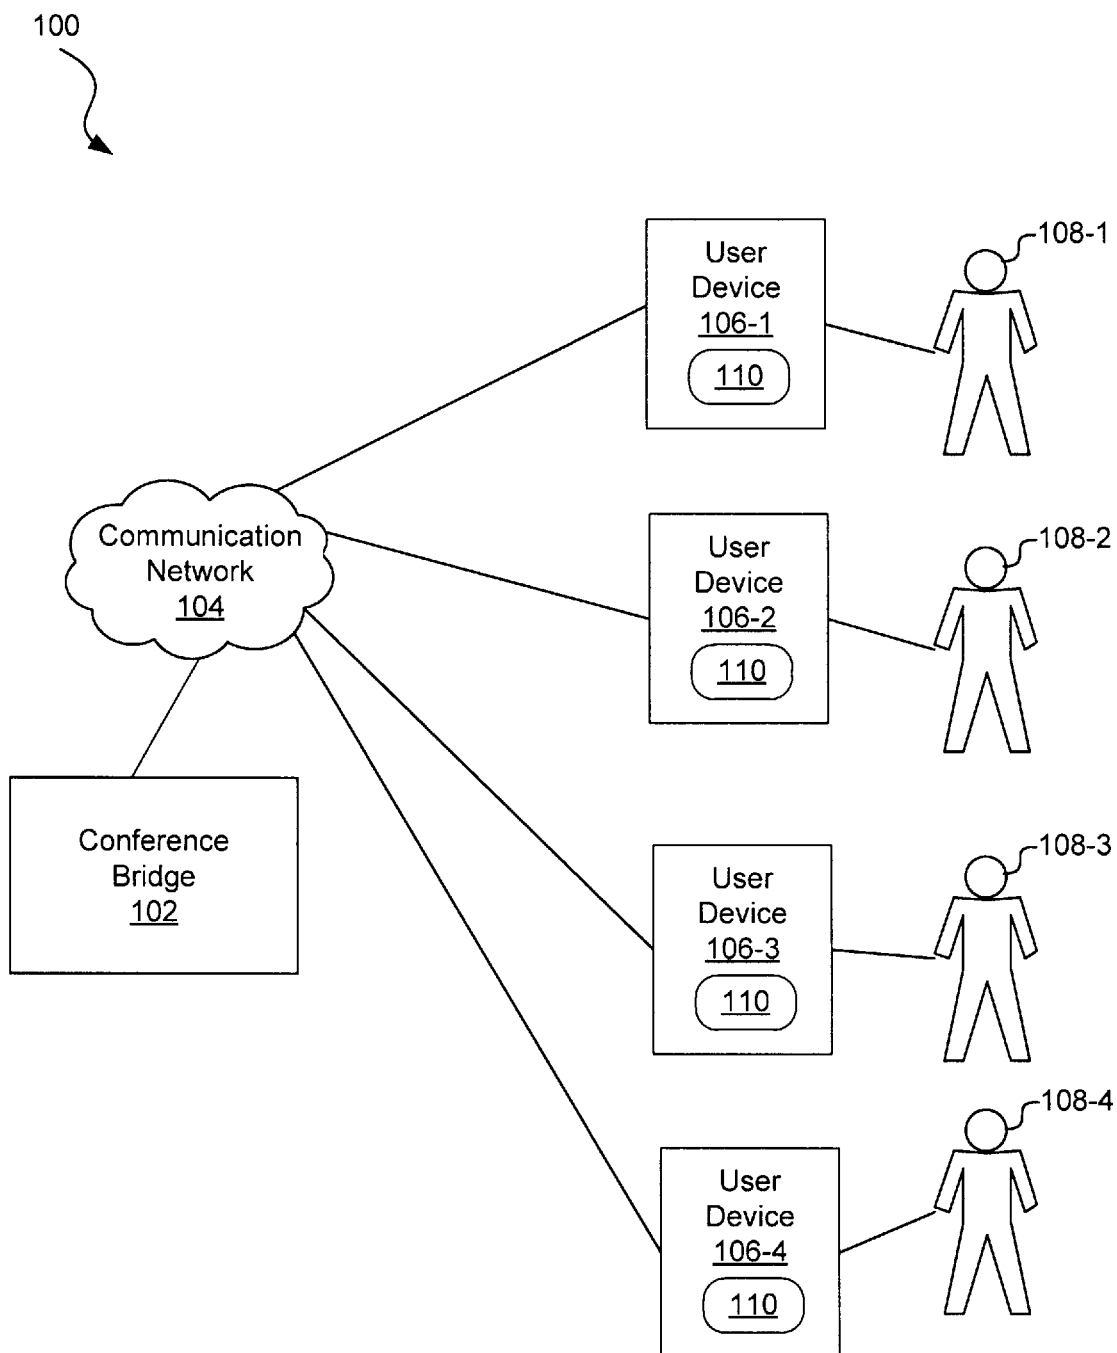 100
User
Device
106-1
110
108-1
Communication
Network
104
User
Device
106-2
110
108-2
Conference
Bridge
102
User
Device
106-3
110
108-3
User
Device
106-4
110
108-4